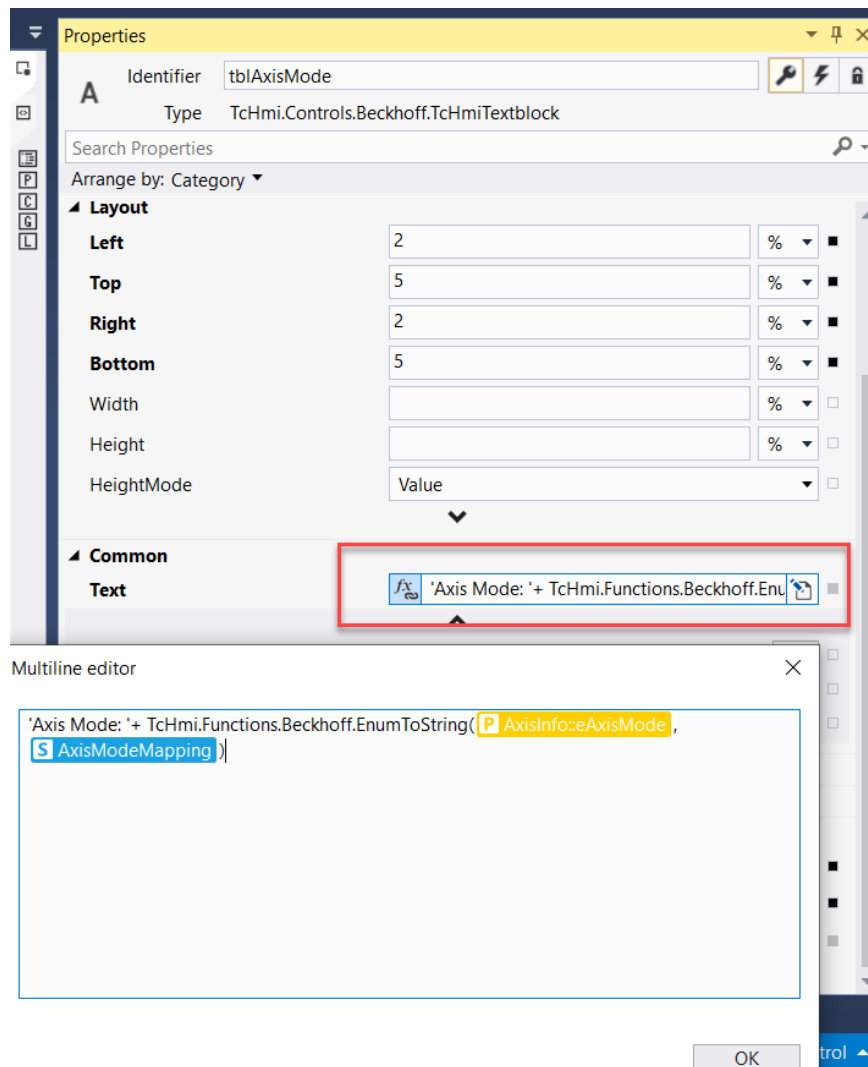 Properties
Identifier tblAxisMode
A
Type TcHmi.Controls.Beckhoff.TcHmiTextblock
Search Properties
Arrange by: Category
Layout
Left 2 %
Top 5 %
Right 2 %
Bottom 5 %
Width %
Height %
HeightMode Value
Common
Text fx 'Axis Mode: '+ TcHmi.Functions.Beckhoff.Enu
P
C
G
L
Multiline editor
'Axis Mode: '+ TcHmi.Functions.Beckhoff.EnumToString( P AxisInfo::eAxisMode ,
S AxisModeMapping )
OK
trol